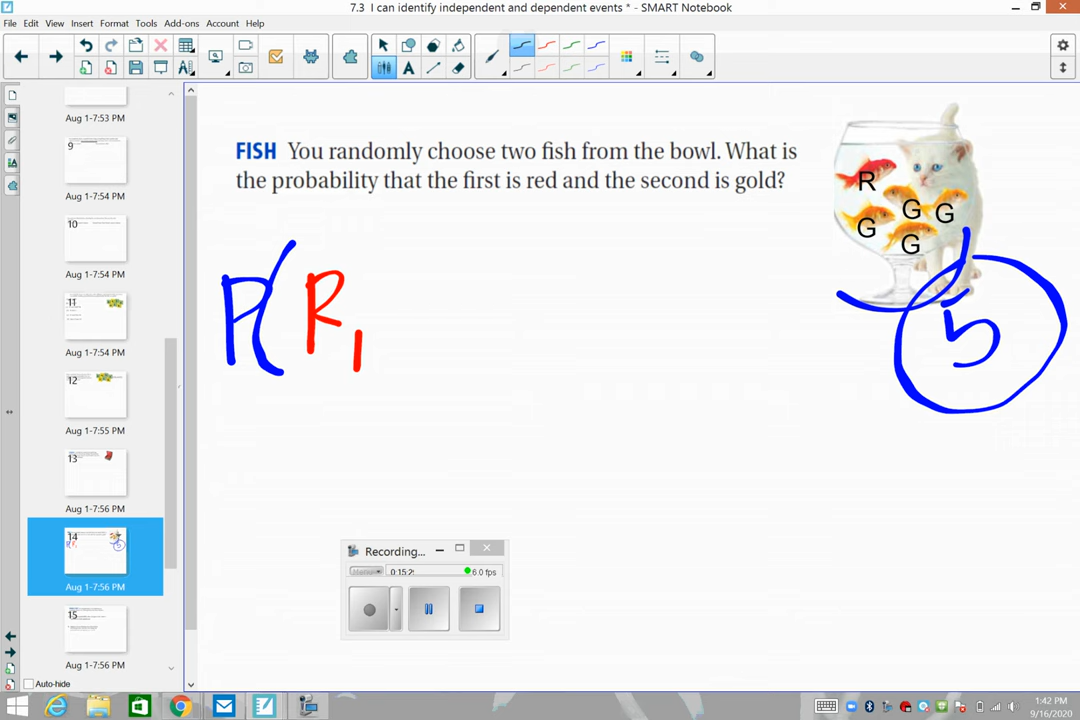 7.3 I can identify independent and dependent events * - SMART Notebook
File Edit View Insert Format Tools Add-ons Account Help
Aug 1-7:53 PM
9
Aug 1-7:54 PM
10
Aug 1-7:54 PM
11
Aug 1-7:54 PM
12
Aug 1-7:55 PM
13
Aug 1-7:56 PM
14
Aug 1-7:56 PM
15
Aug 1-7:56 PM
Auto-hide
FISH You randomly choose two fish from the bowl. What is
the probability that the first is red and the second is gold?
R
G G
G
G
P( R1
5
Recording...
0:15:2
6.0 fps
1:42 PM
9/16/2020